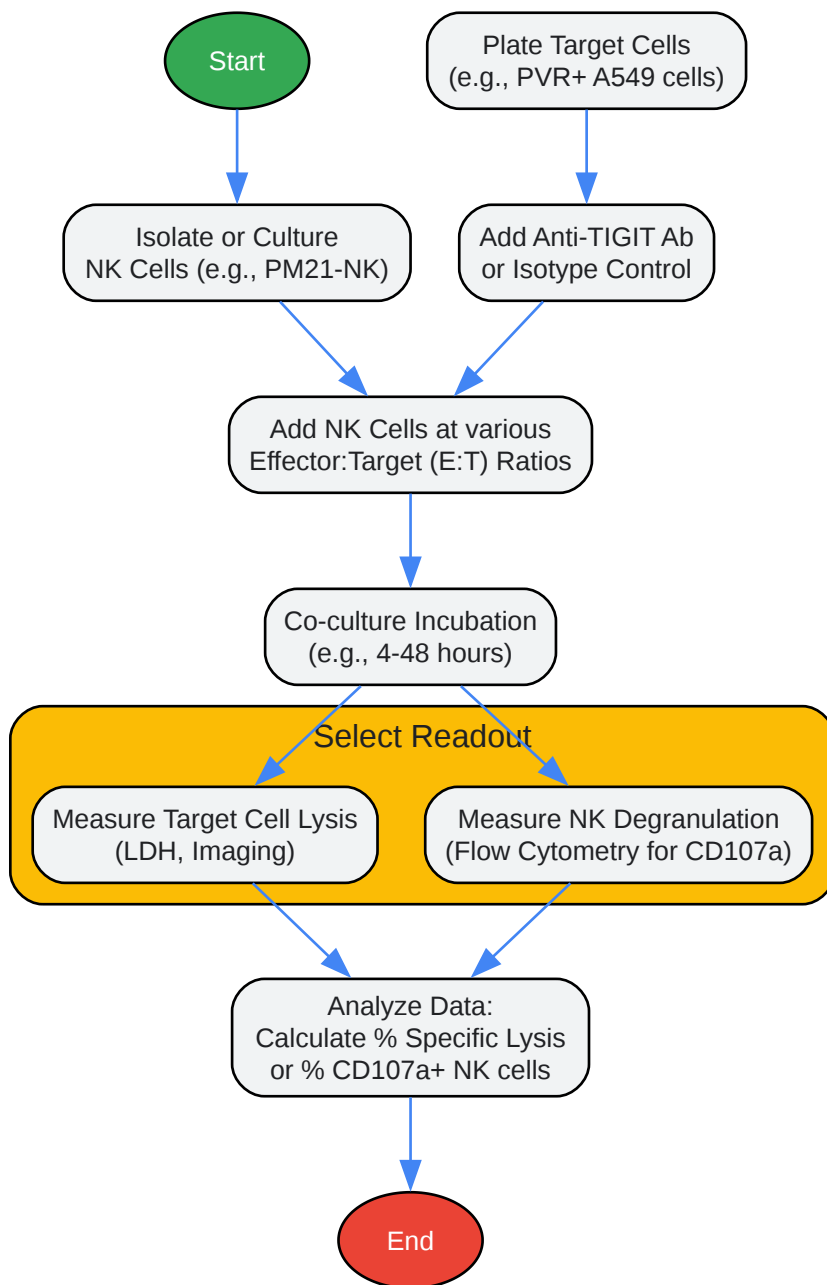 Start
Plate Target Cells
(e.g., PVR+ A549 cells)
Isolate or Culture
NK Cells (e.g., PM21-NK)
Add Anti-TIGIT Ab
or Isotype Control
Add NK Cells at various
Effector:Target (E:T) Ratios
Co-culture Incubation
(e.g., 4-48 hours)
Select Readout
Measure Target Cell Lysis
(LDH, Imaging)
Measure NK Degranulation
(Flow Cytometry for CD107a)
Analyze Data:
Calculate % Specific Lysis
or % CD107a+ NK cells
End